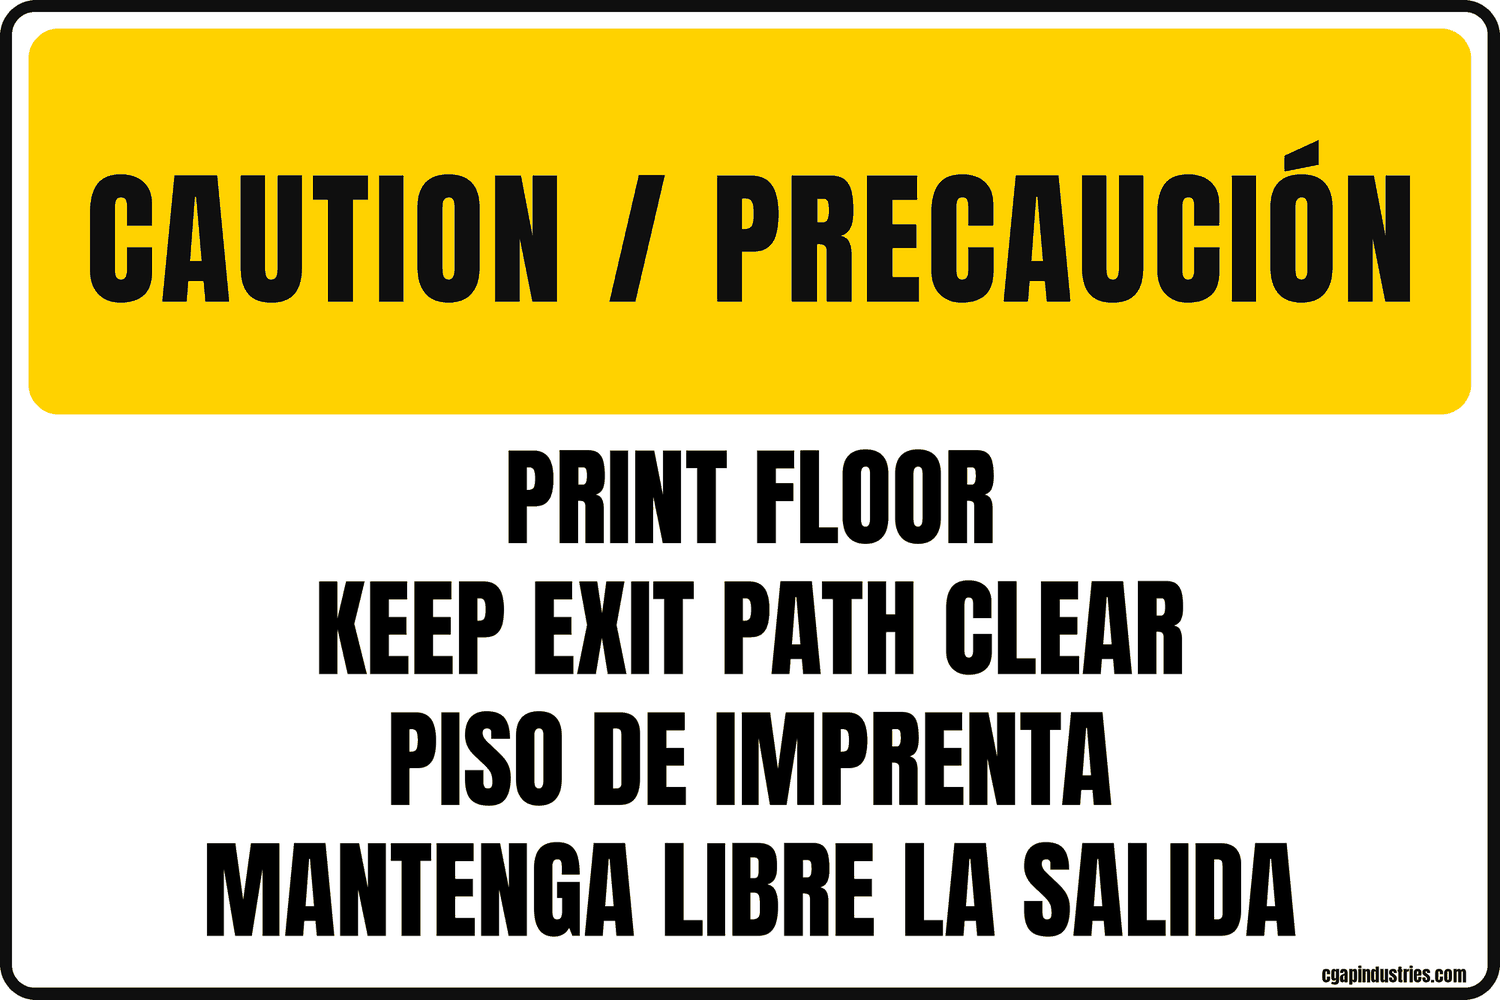 CAUTION / PRECAUCIÓN
PRINT FLOOR
KEEP EXIT PATH CLEAR
PISO DE IMPRENTA
MANTENGA LIBRE LA SALIDA
cgapindustries.com